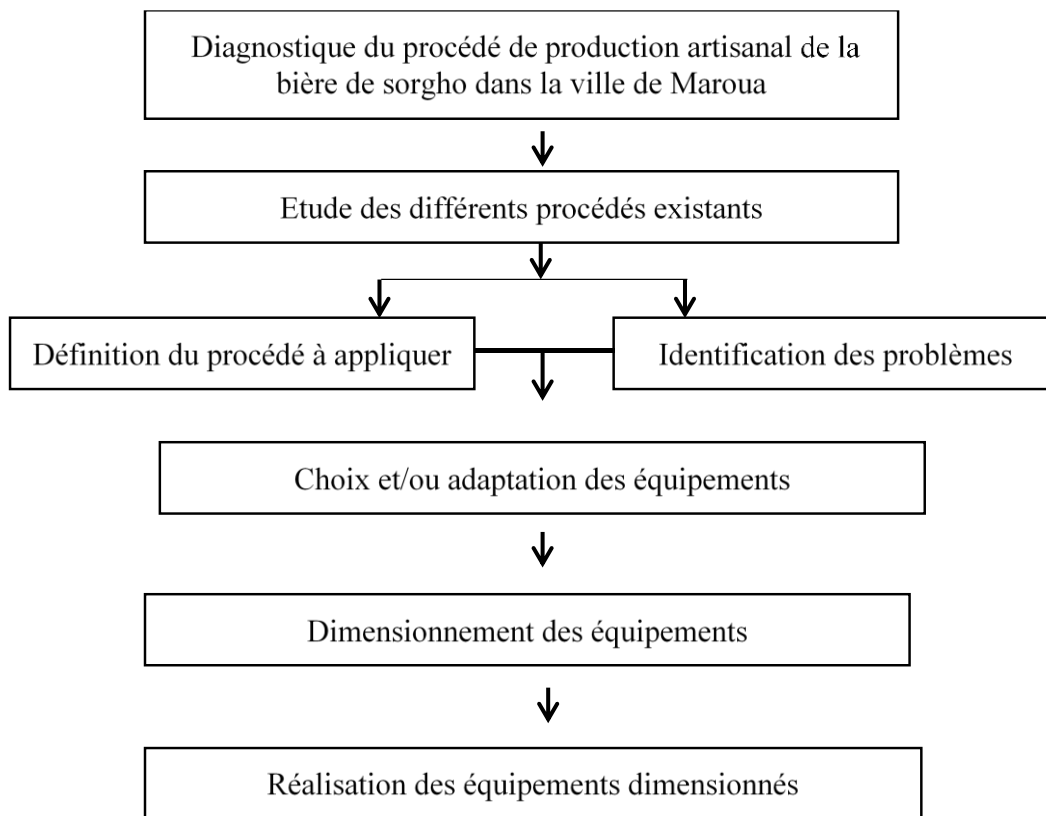 Diagnostique du procédé de production artisanal de la
bière de sorgho dans la ville de Maroua
Etude des différents procédés existants
Définition du procédé à appliquer
Identification des problèmes
Choix et/ou adaptation des équipements
Dimensionnement des équipements
Réalisation des équipements dimensionnés